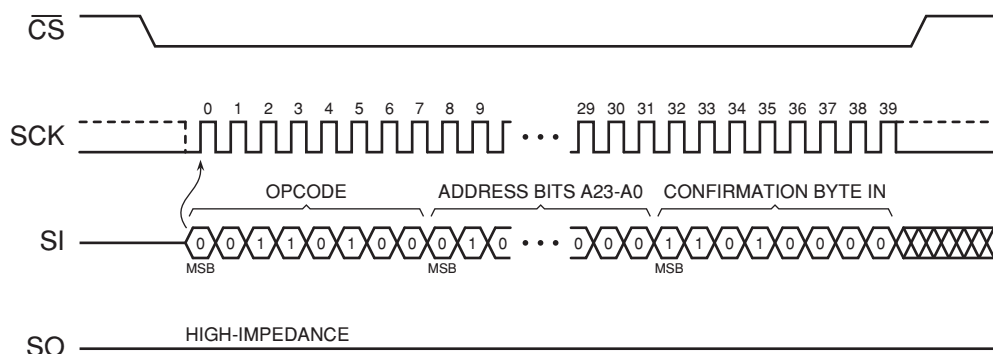 CS
SCK
0 1 2 3 4 5 6 7 8 9 29 30 31 32 33 34 35 36 37 38 39
OPCODE ADDRESS BITS A23-A0 CONFIRMATION BYTE IN
SI
0 0 1 1 0 1 0 0 0 1 0 0 0 0 1 1 0 1 0 0 0 0
MSB MSB MSB
HIGH-IMPEDANCE
SO